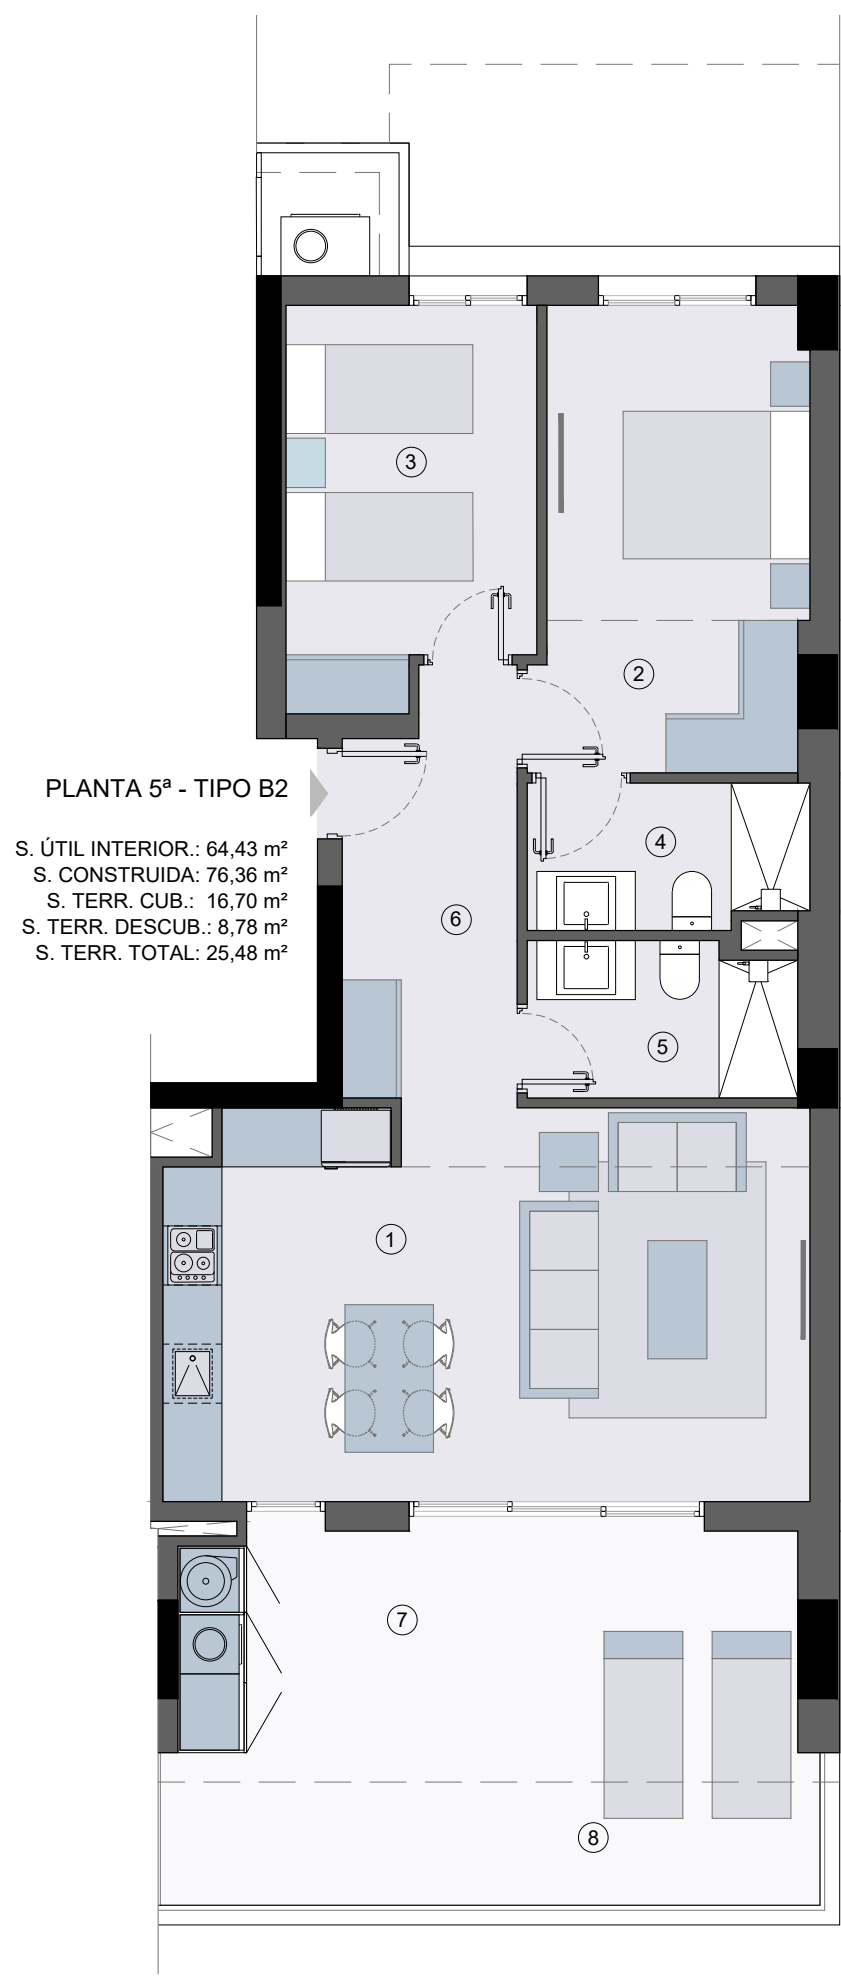 3
2
PLANTA 5ª - TIPO B2
S. ÚTIL INTERIOR.: 64,43 m²
S. CONSTRUIDA: 76,36 m²
S. TERR. CUB.: 16,70 m²
S. TERR. DESCUB.: 8,78 m²
S. TERR. TOTAL: 25,48 m²
4
6
5
1
7
8